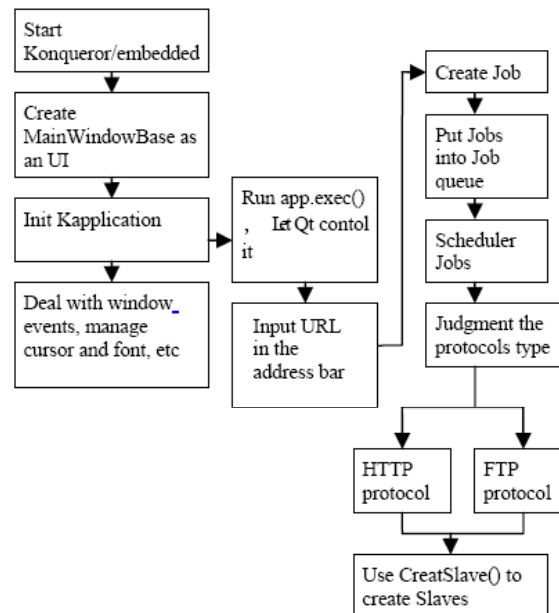 Start
Konqueror/embedded
Create
MainWindowBase as
an UI
Init Kapplication
Deal with window
events, manage
cursor and font, etc
Run app.exec()
, Let Qt contol
it
Input URL
in the
address bar
Create Job
Put Jobs
into Job
queue
Scheduler
Jobs
Judgment the
protocols type
HTTP
protocol
FTP
protocol
Use CreatSlave() to
create Slaves